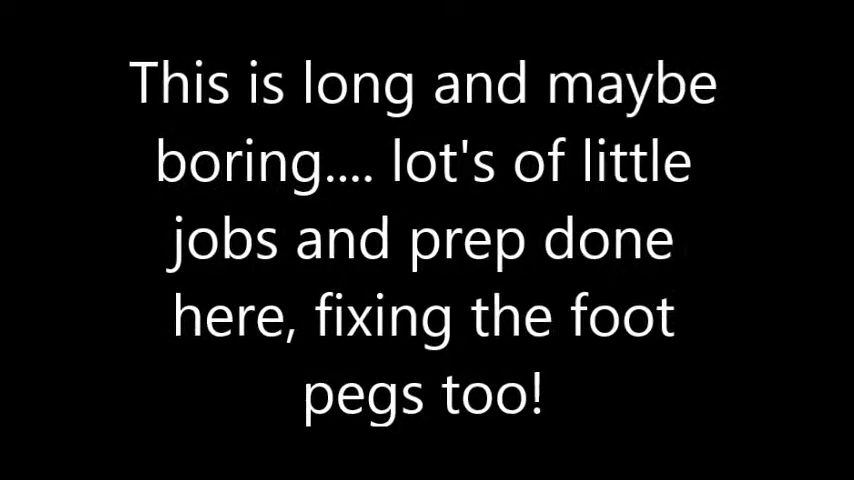 This is long and maybe
boring.... lot's of little
jobs and prep done
here, fixing the foot
pegs too!